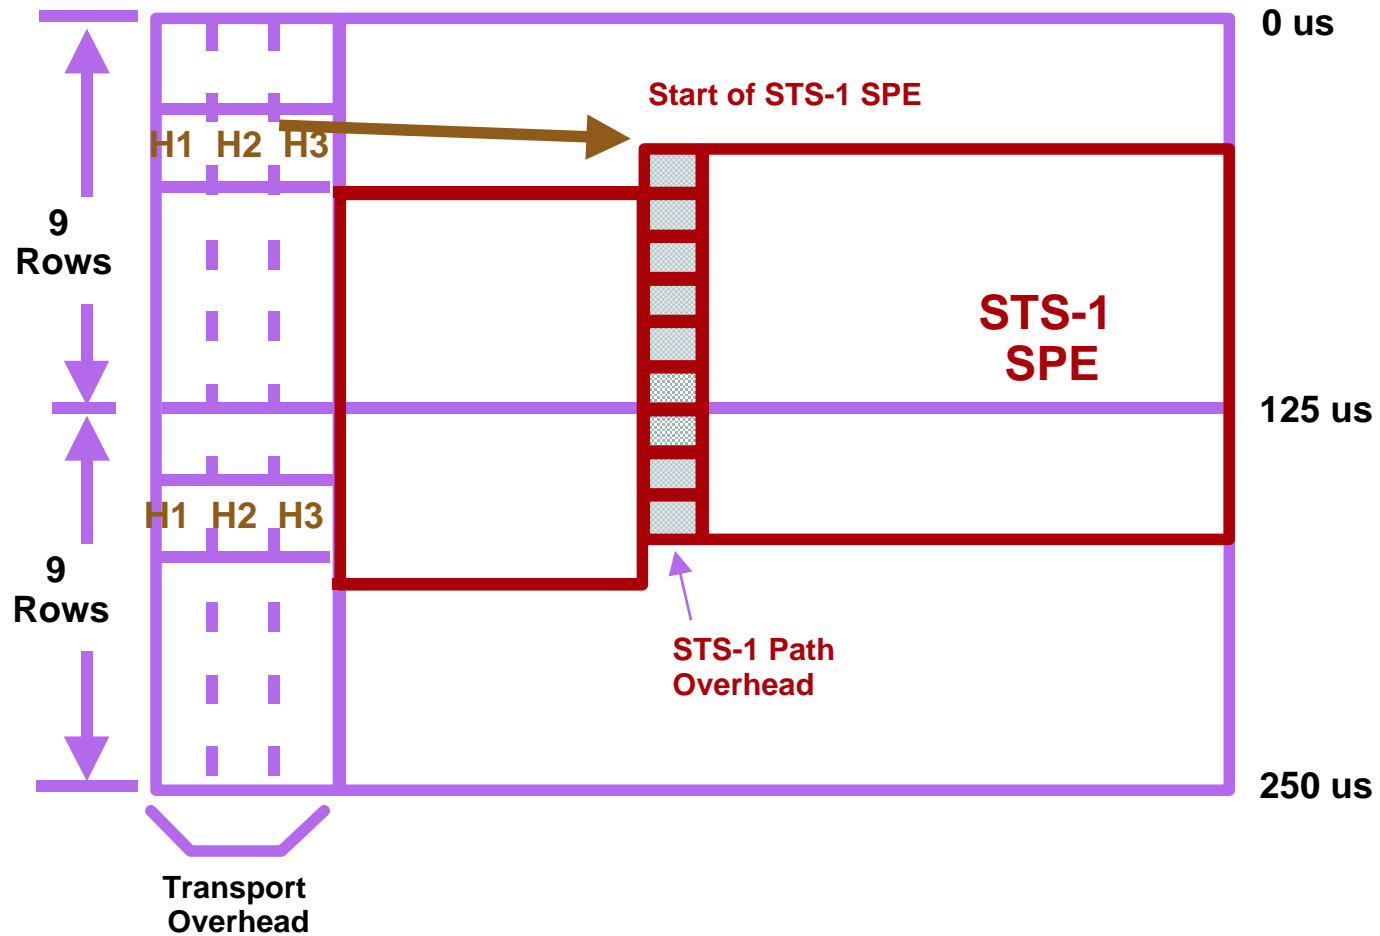 0 us
Start of STS-1 SPE
H1 H2 H3
9
Rows
STS-1
SPE
125 us
H1 H2 H3
9
Rows
STS-1 Path
Overhead
250 us
Transport
Overhead